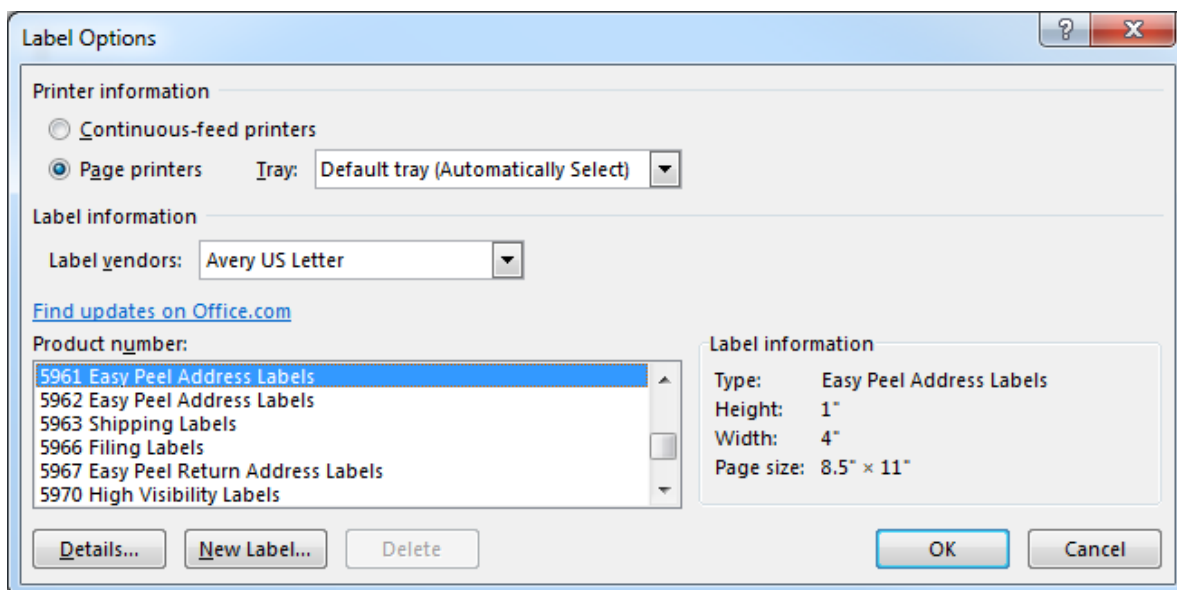 Label Options
Printer information
Continuous-feed printers
Page printers Tray: Default tray (Automatically Select)
Label information
Label vendors: Avery US Letter
Find updates on Office.com
Product number:
5961 Easy Peel Address Labels
5962 Easy Peel Address Labels
5963 Shipping Labels
5966 Filing Labels
5967 Easy Peel Return Address Labels
5970 High Visibility Labels
Label information
Type: Easy Peel Address Labels
Height: 1"
Width: 4"
Page size: 8.5" × 11"
Details... New Label... Delete OK Cancel